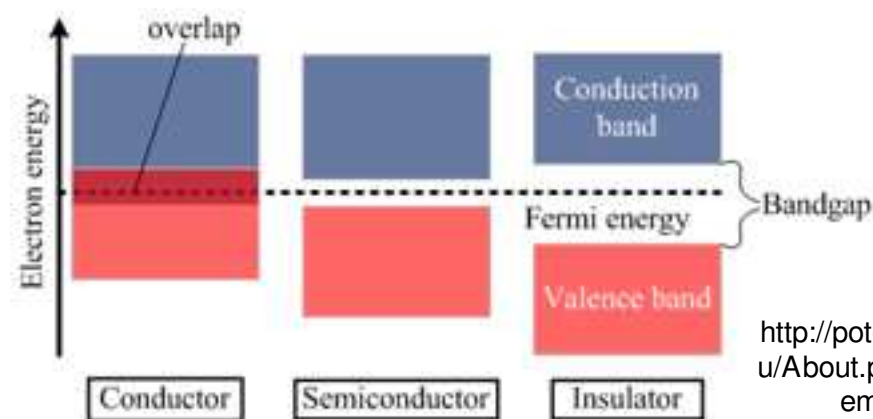 overlap
Electron energy
Conduction
band
Fermi energy
Bandgap
Valence band
http://pot
u/About.p
em
Conductor
Semiconductor
Insulator